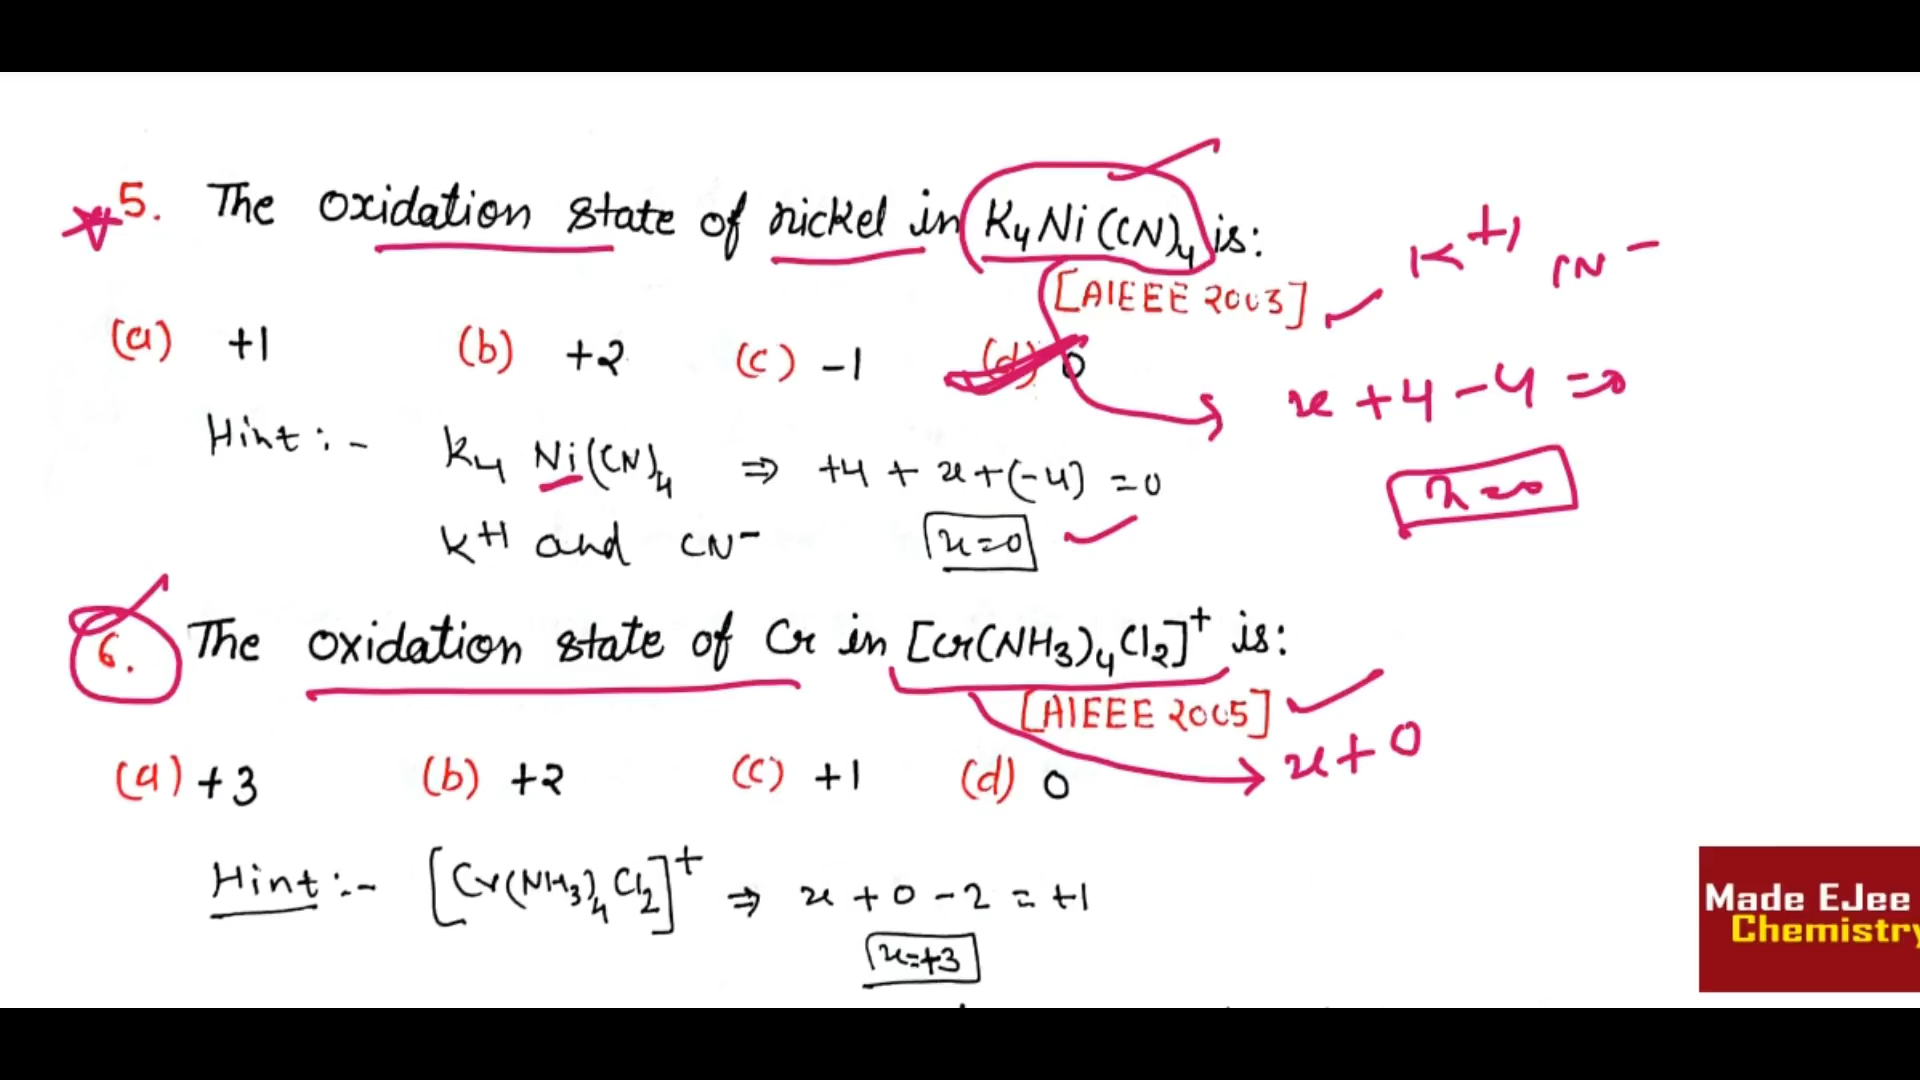 5. The oxidation state of nickel in K₄Ni(CN)₄ is:
K⁺¹ CN⁻
[AIEEE 2003]
(a) +1 (b) +2 (c) -1 (d) 0
x + 4 - 4 = 0
Hint :- K₄ Ni(CN)₄ ⇒ +4 + x + (-4) = 0
x = 0
K⁺¹ and CN⁻ x=0
6. The oxidation state of Cr in [Cr(NH₃)₄Cl₂]⁺ is:
[AIEEE 2005]
x + 0
(a) +3 (b) +2 (c) +1 (d) 0
Hint :- [Cr(NH₃)₄Cl₂]⁺ ⇒ x + 0 - 2 = +1
x=+3
Made EJee
Chemistry